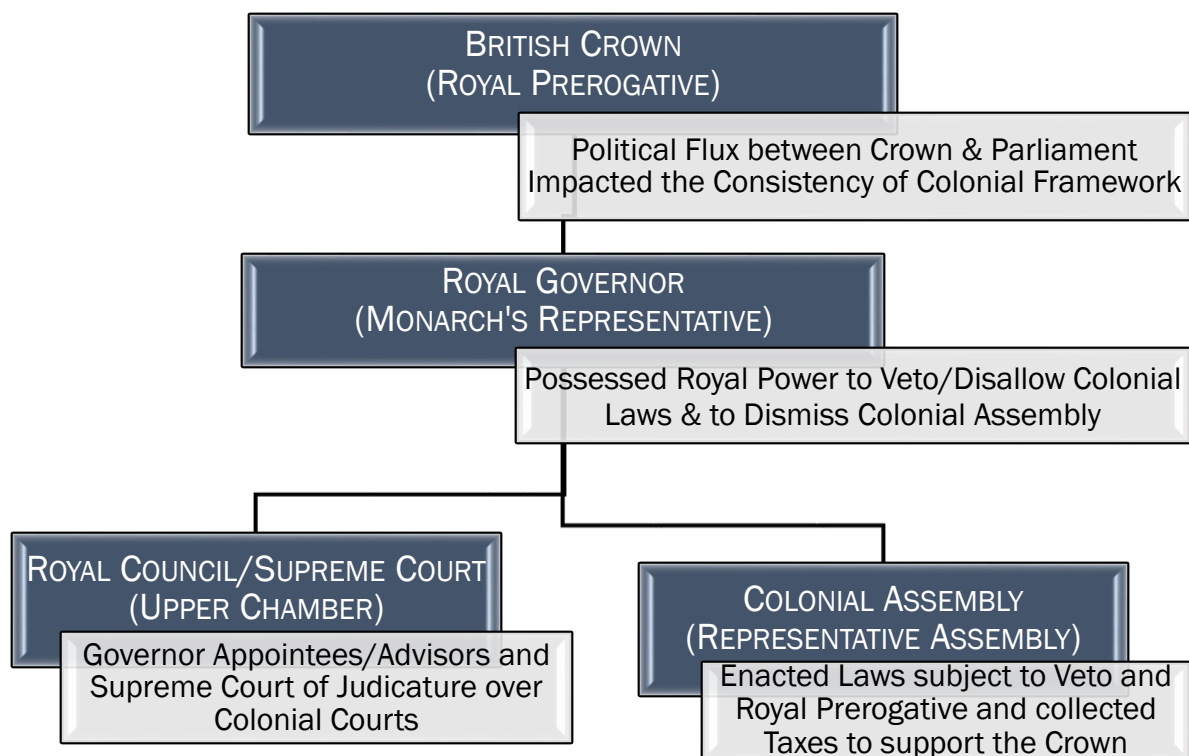 BRITISH CROWN
(ROYAL PREROGATIVE)
Political Flux between Crown & Parliament
Impacted the Consistency of Colonial Framework
ROYAL GOVERNOR
(MONARCH'S REPRESENTATIVE)
Possessed Royal Power to Veto/Disallow Colonial
Laws & to Dismiss Colonial Assembly
ROYAL COUNCIL/SUPREME COURT
(UPPER CHAMBER)
Governor Appointees/Advisors and
Supreme Court of Judicature over
Colonial Courts
COLONIAL ASSEMBLY
(REPRESENTATIVE ASSEMBLY)
Enacted Laws subject to Veto and
Royal Prerogative and collected
Taxes to support the Crown